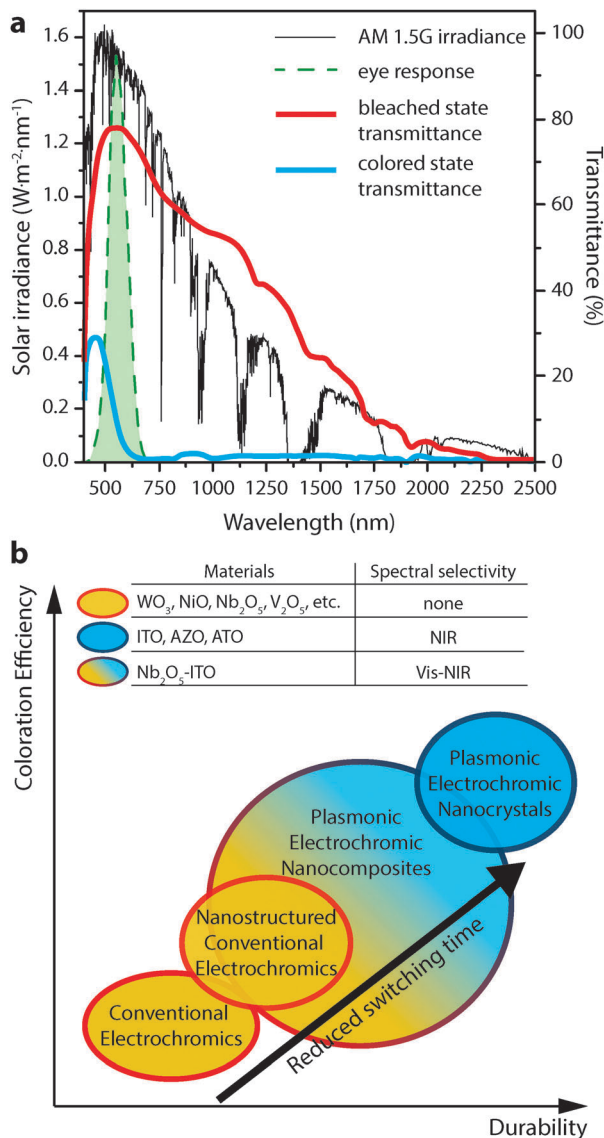 a
AM 1.5G irradiance
eye response
bleached state
transmittance
colored state
transmittance
Solar irradiance (W·m⁻²·nm⁻¹)
1.6
1.4
1.2
1.0
0.8
0.6
0.4
0.2
0.0
100
80
60
40
20
0
Transmittance (%)
500 750 1000 1250 1500 1750 2000 2250 2500
Wavelength (nm)
b
Materials Spectral selectivity
WO₃, NiO, Nb₂O₅, V₂O₅, etc. none
ITO, AZO, ATO NIR
Nb₂O₅-ITO Vis-NIR
Coloration Efficiency
Plasmonic
Electrochromic
Nanocrystals
Plasmonic
Electrochromic
Nanocomposites
Nanostructured
Conventional
Electrochromics
Conventional
Electrochromics
Reduced switching time
Durability